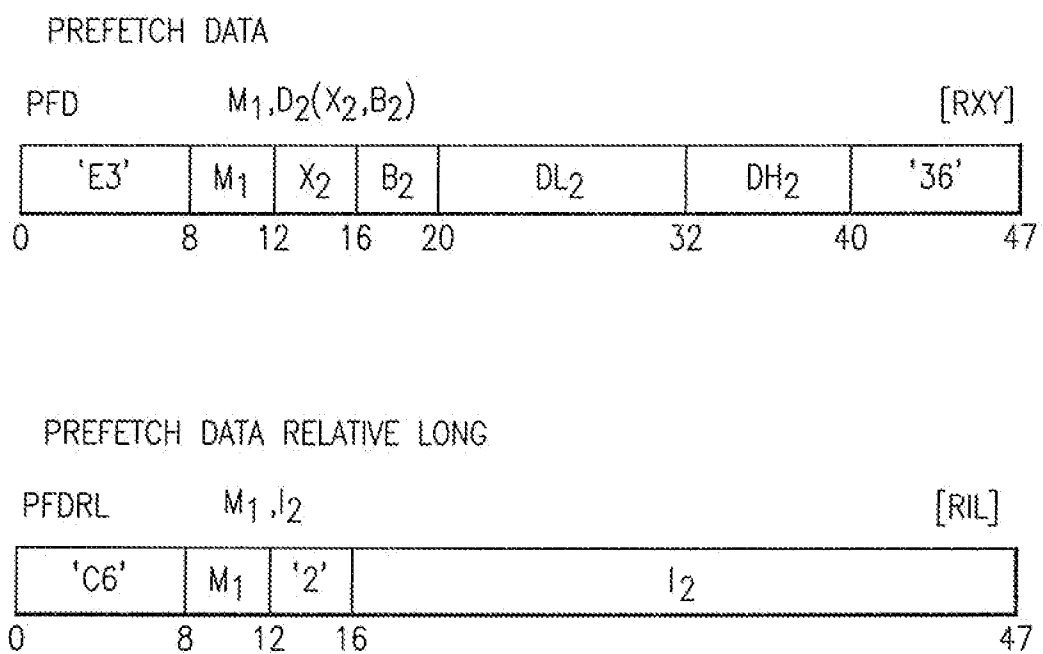 PREFETCH DATA
PFD M1,D2(X2,B2) [RXY]
'E3' M1 X2 B2 DL2 DH2 '36'
0 8 12 16 20 32 40 47
PREFETCH DATA RELATIVE LONG
PFDRL M1,I2 [RIL]
'C6' M1 '2' I2
0 8 12 16 47